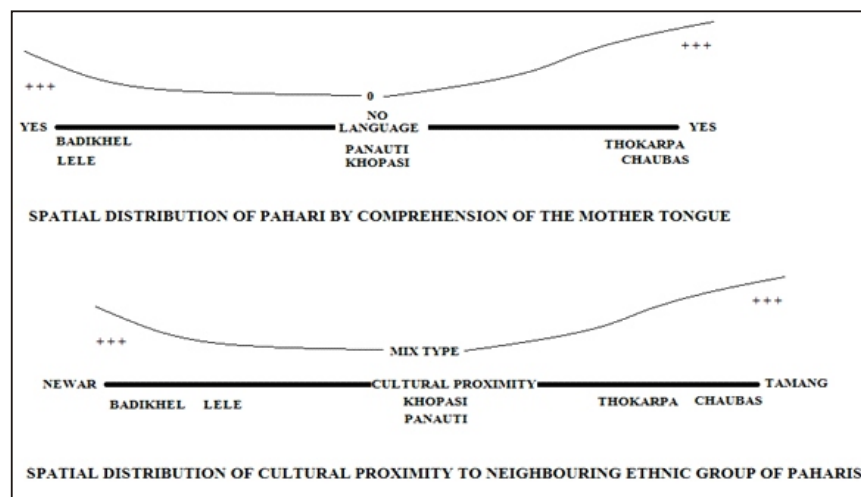 +++
+++
0
NO
YES LANGUAGE YES
BADIKHEL PANAUTI THOKARPA
LELE KHOPASI CHAUBAS
SPATIAL DISTRIBUTION OF PAHARI BY COMPREHENSION OF THE MOTHER TONGUE
+++
+++
MIX TYPE
NEWAR CULTURAL PROXIMITY TAMANG
BADIKHEL LELE KHOPASI THOKARPA CHAUBAS
PANAUTI
SPATIAL DISTRIBUTION OF CULTURAL PROXIMITY TO NEIGHBOURING ETHNIC GROUP OF PAHARIS